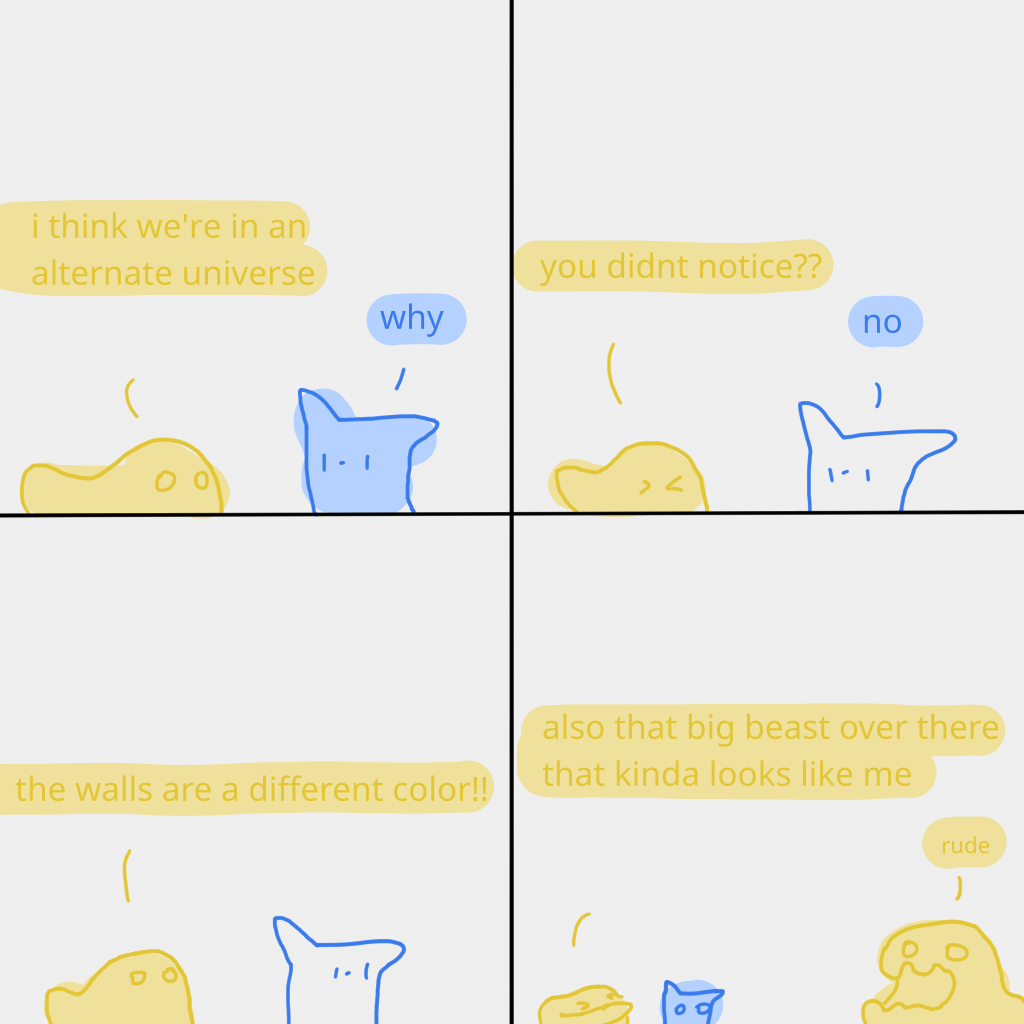 i think we're in an
alternate universe
why
you didnt notice??
no
the walls are a different color!!
also that big beast over there
that kinda looks like me
rude